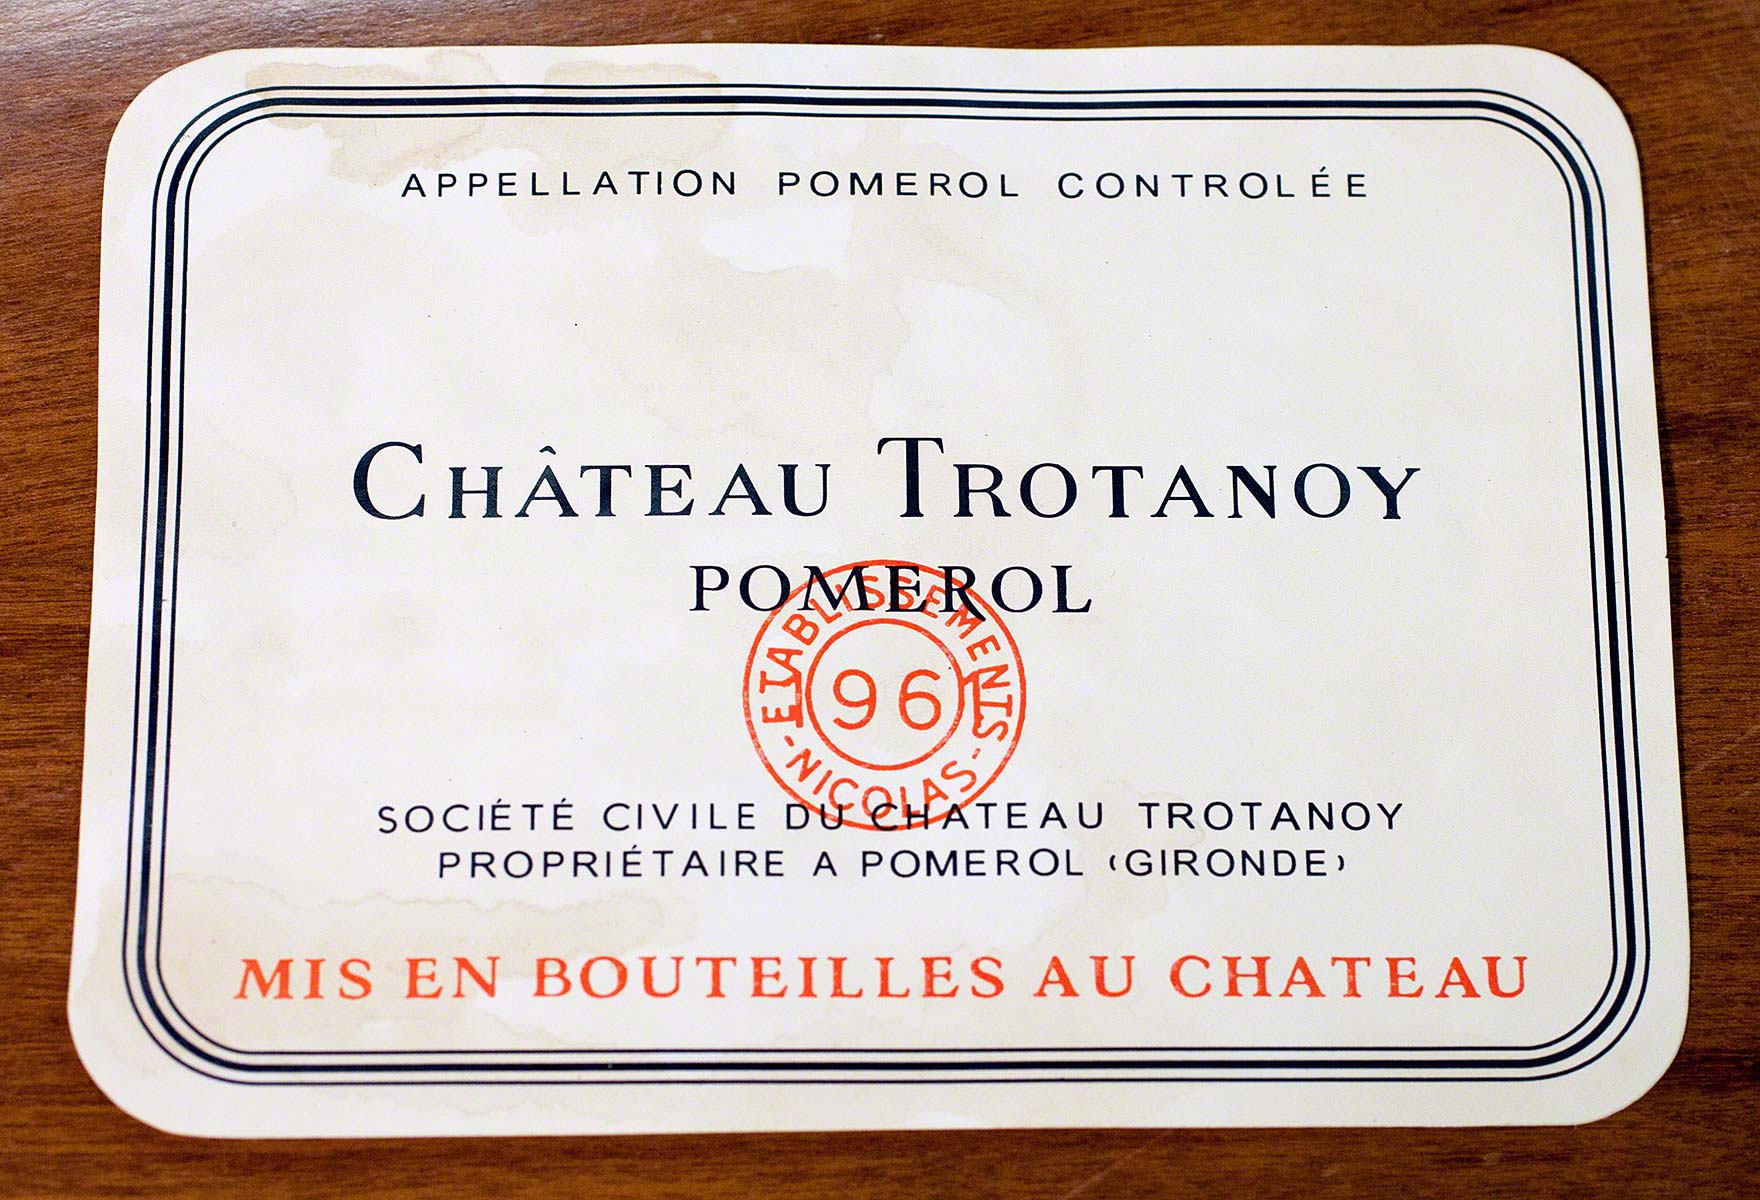 APPELLATION POMEROL CONTROLÉE
CHÂTEAU TROTANOY
POMEROL
ETABLISSEMENTS
96
-NICOLAS-
SOCIÉTÉ CIVILE DU CHATEAU TROTANOY
PROPRIÉTAIRE A POMEROL (GIRONDE)
MIS EN BOUTEILLES AU CHATEAU